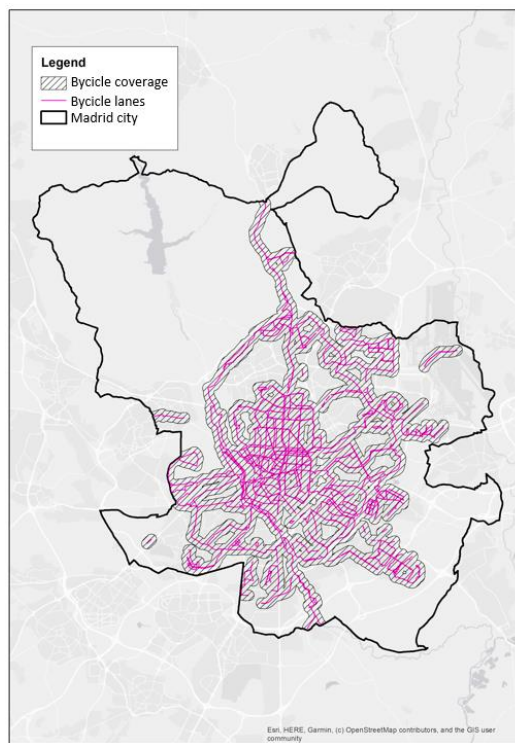 Legend
Bycicle coverage
Bycicle lanes
Madrid city
Esri, HERE, Garmin, (c) OpenStreetMap contributors, and the GIS user
community